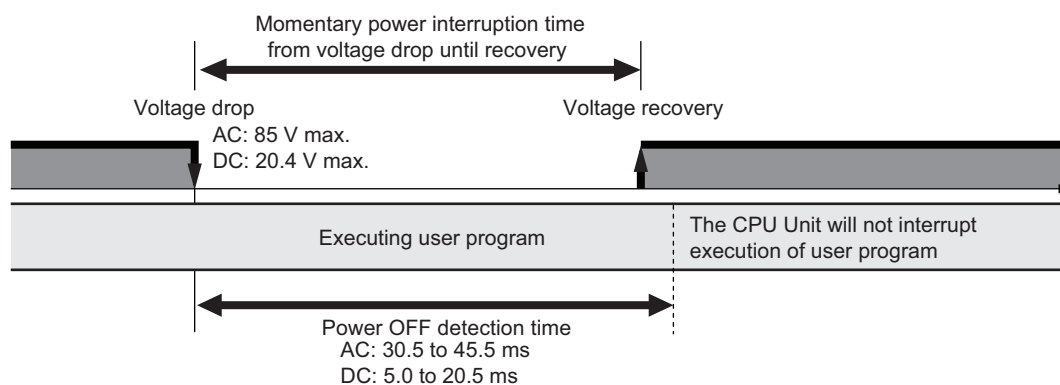 Momentary power interruption time
from voltage drop until recovery
Voltage drop
AC: 85 V max.
DC: 20.4 V max.
Voltage recovery
Executing user program
The CPU Unit will not interrupt
execution of user program
Power OFF detection time
AC: 30.5 to 45.5 ms
DC: 5.0 to 20.5 ms